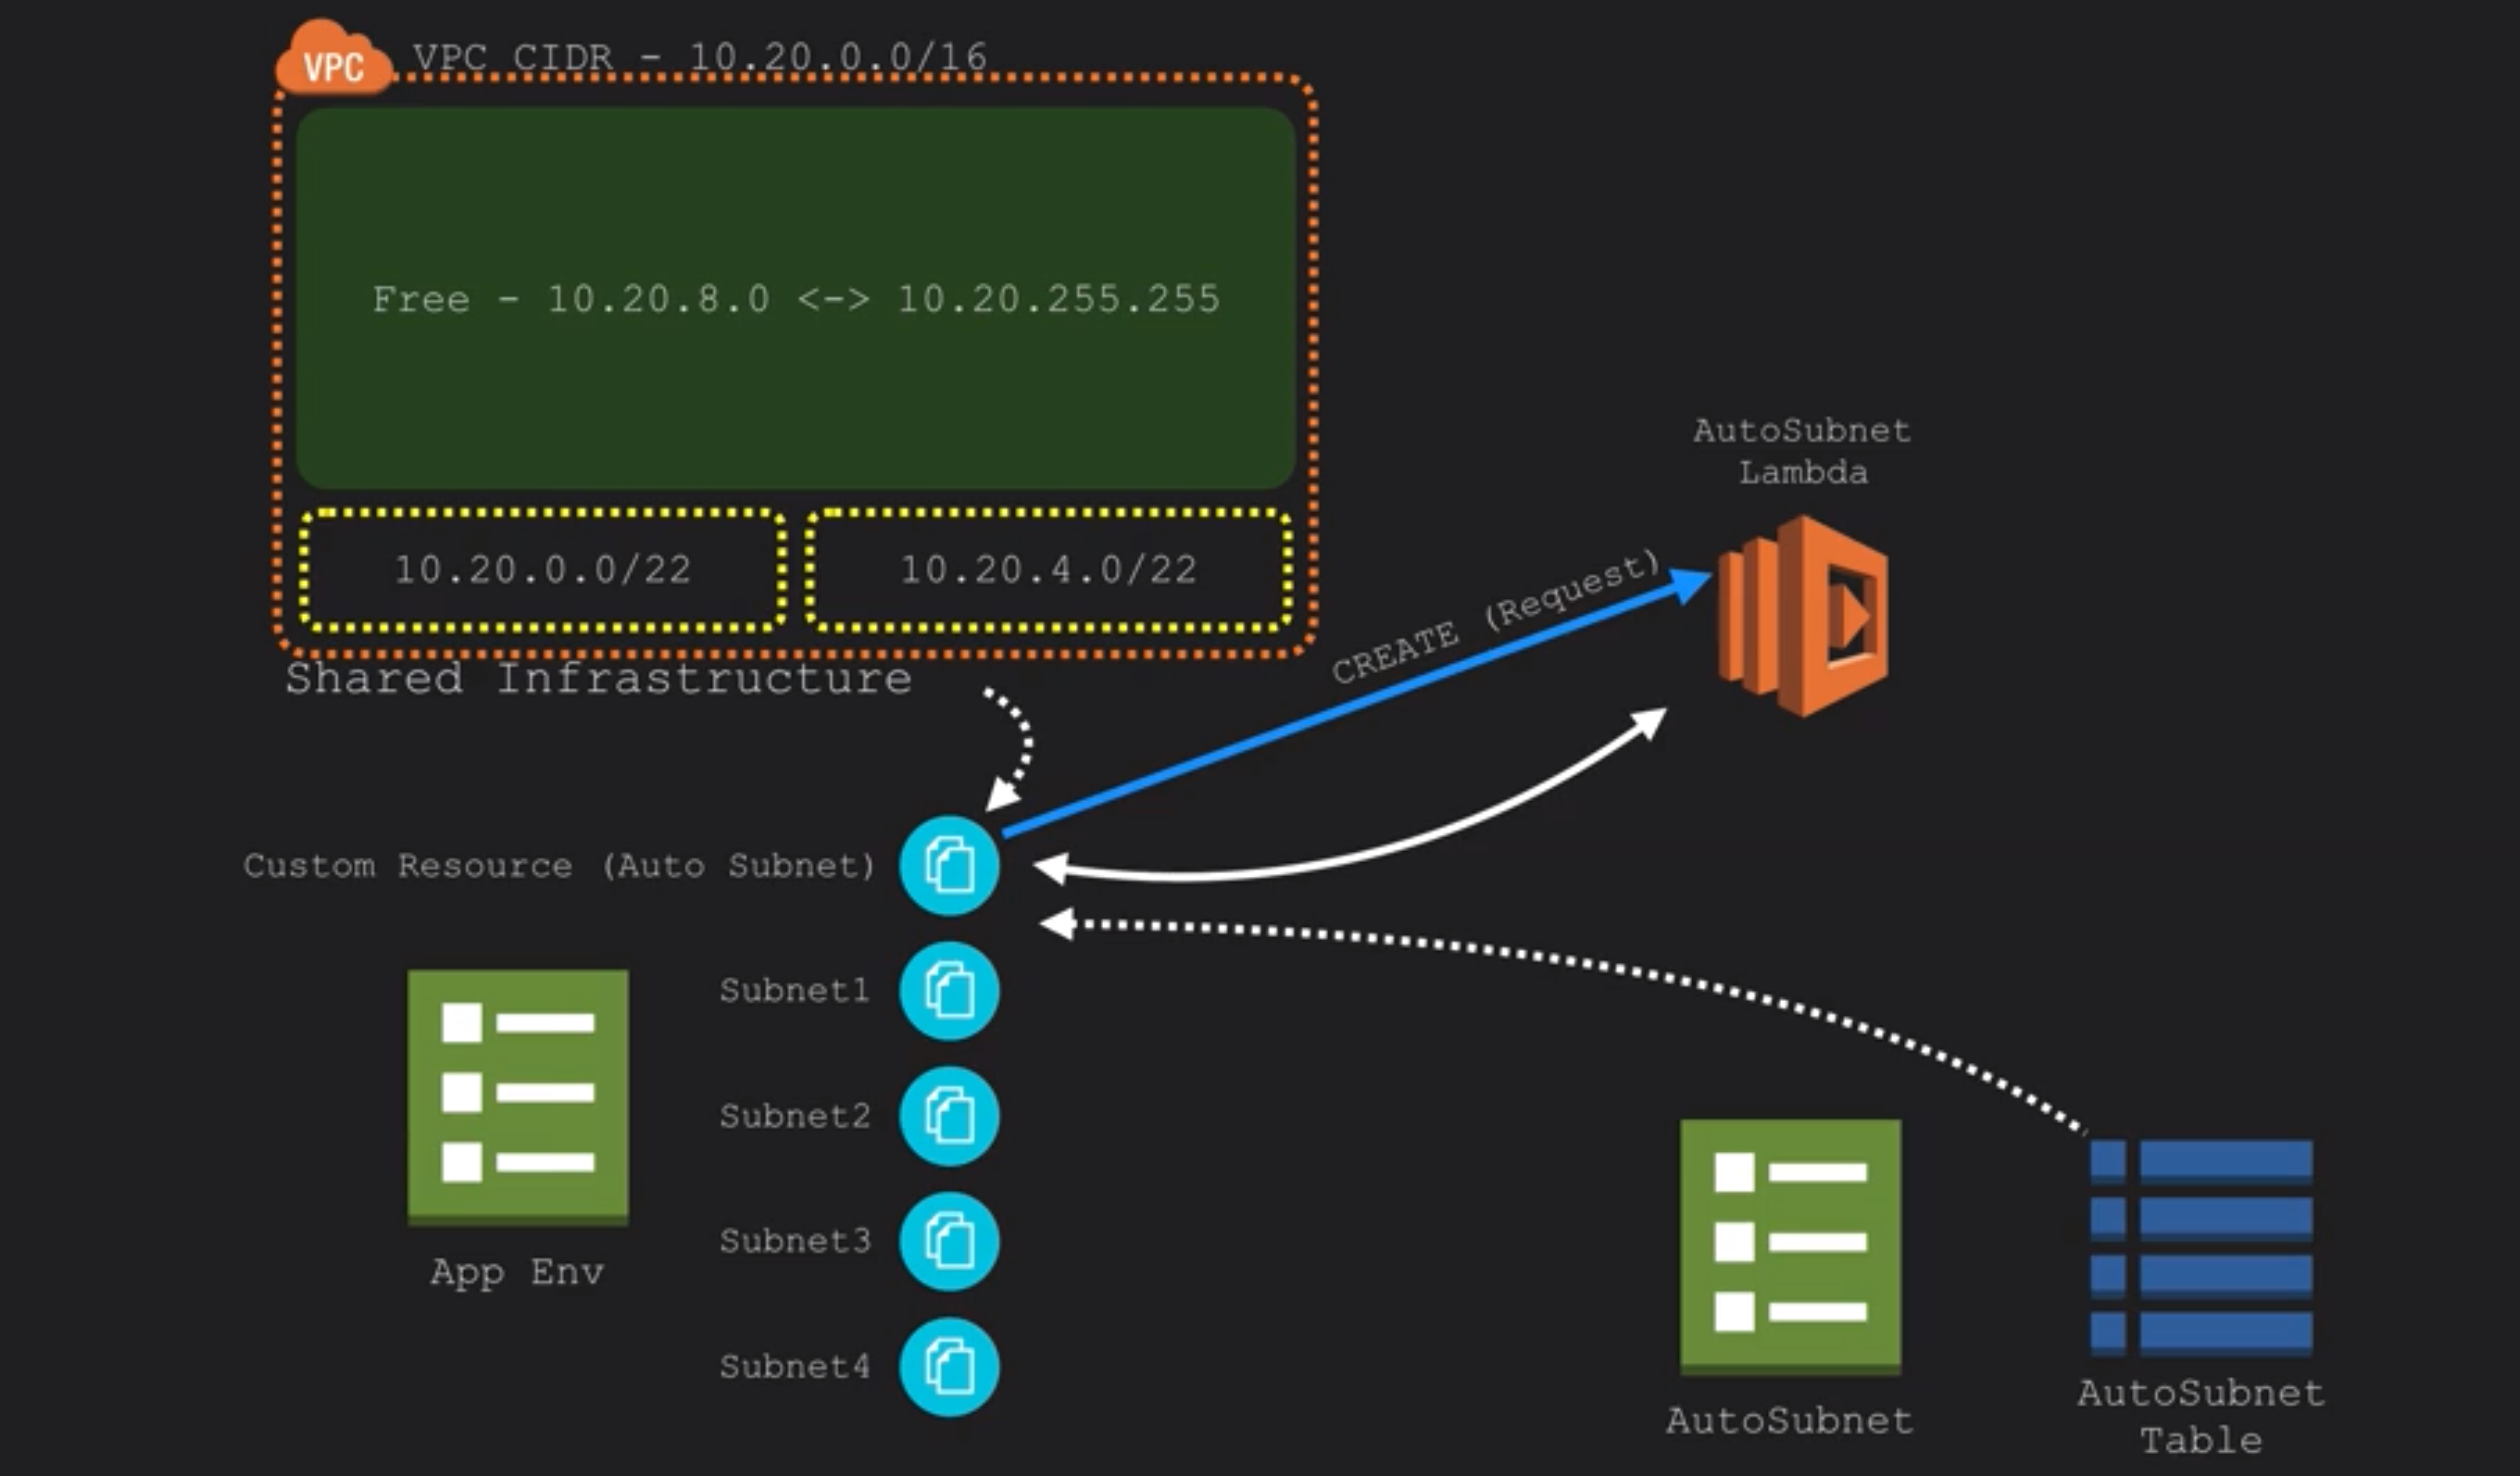 VPC
VPC CIDR - 10.20.0.0/16
Free - 10.20.8.0 <-> 10.20.255.255
10.20.0.0/22
10.20.4.0/22
Shared Infrastructure
AutoSubnet
Lambda
CREATE (Request)
Custom Resource (Auto Subnet)
Subnet1
Subnet2
Subnet3
Subnet4
App Env
AutoSubnet
AutoSubnet
Table